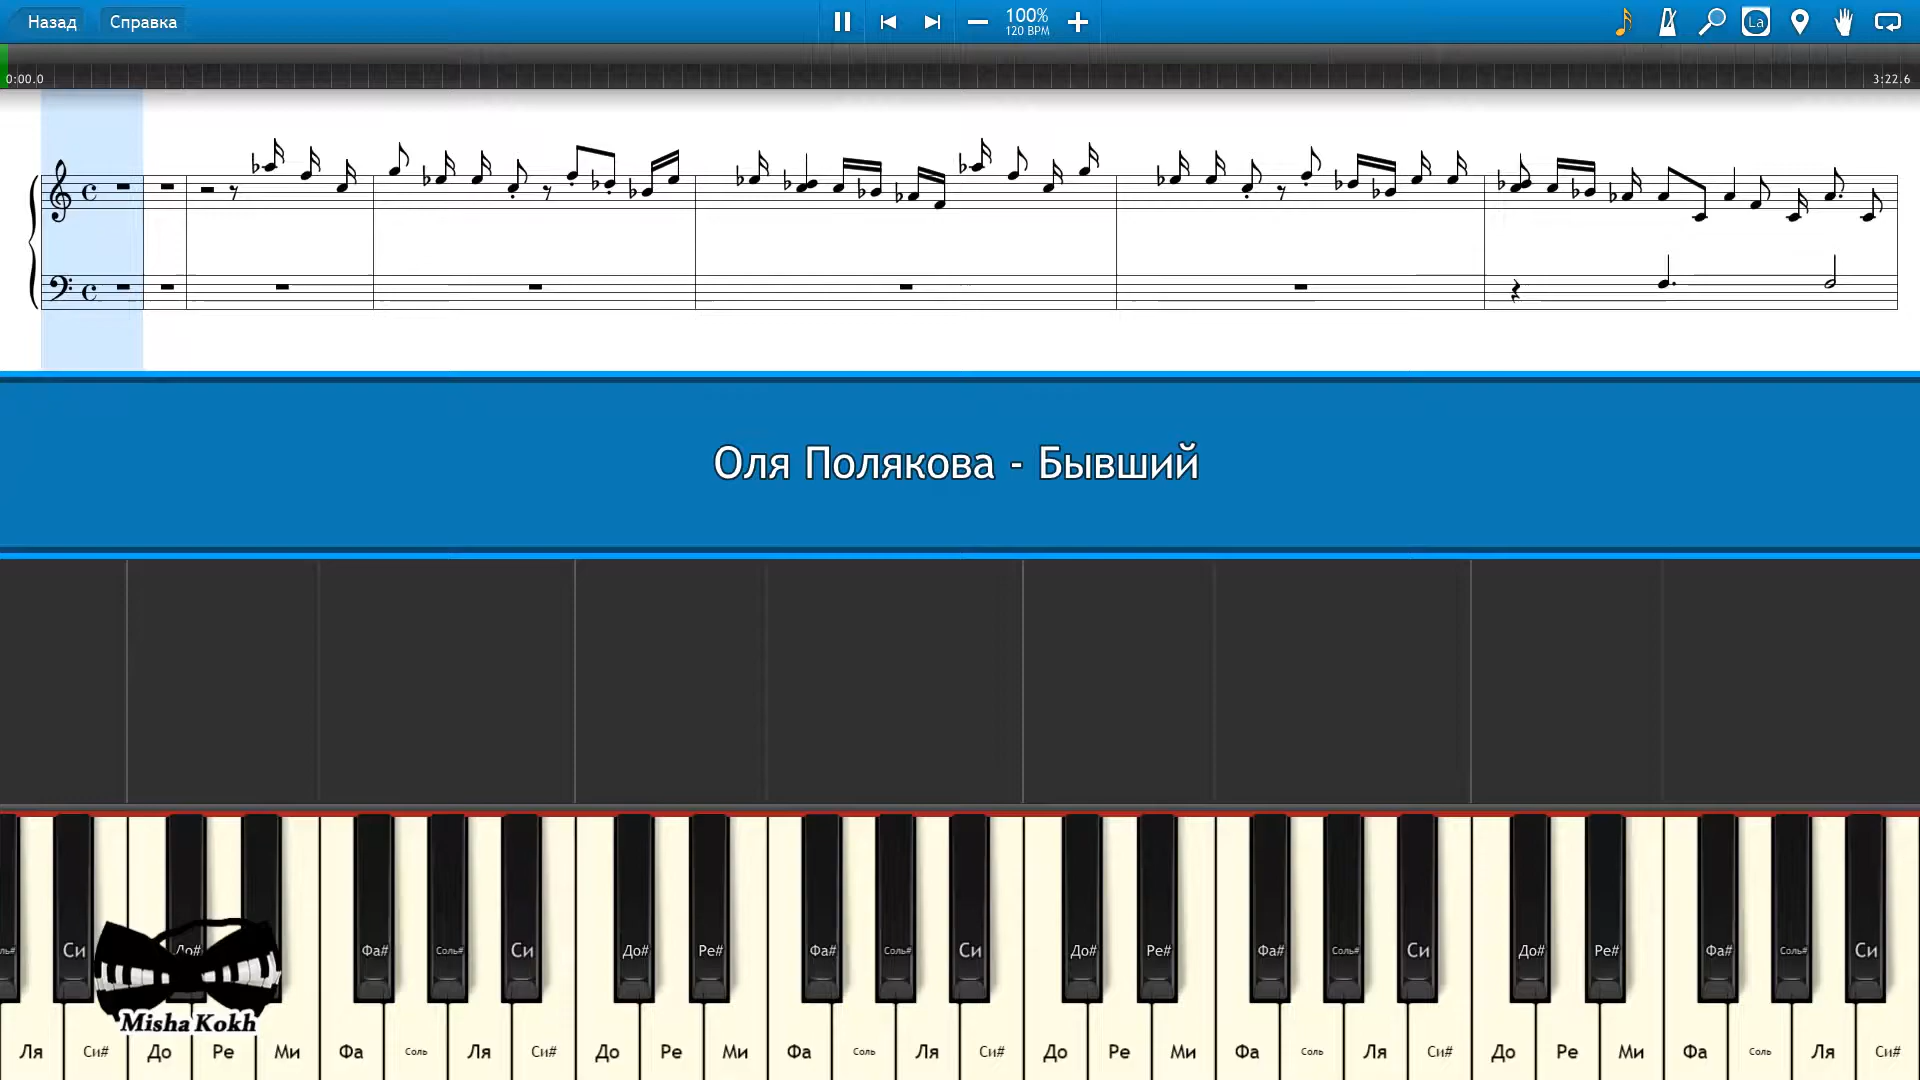 Назад Справка 100% 120 BPM La
0:00.0 3:22.6
Оля Полякова - Бывший
Си До# Фа# Соль# Си До# Ре# Фа# Соль# Си До# Ре# Фа# Соль# Си До# Ре# Фа# Соль# Си
Misha Kokh
Ля Си# До Ре Ми Фа Соль Ля Си# До Ре Ми Фа Соль Ля Си# До Ре Ми Фа Соль Ля Си# До Ре Ми Фа Соль Ля Си#